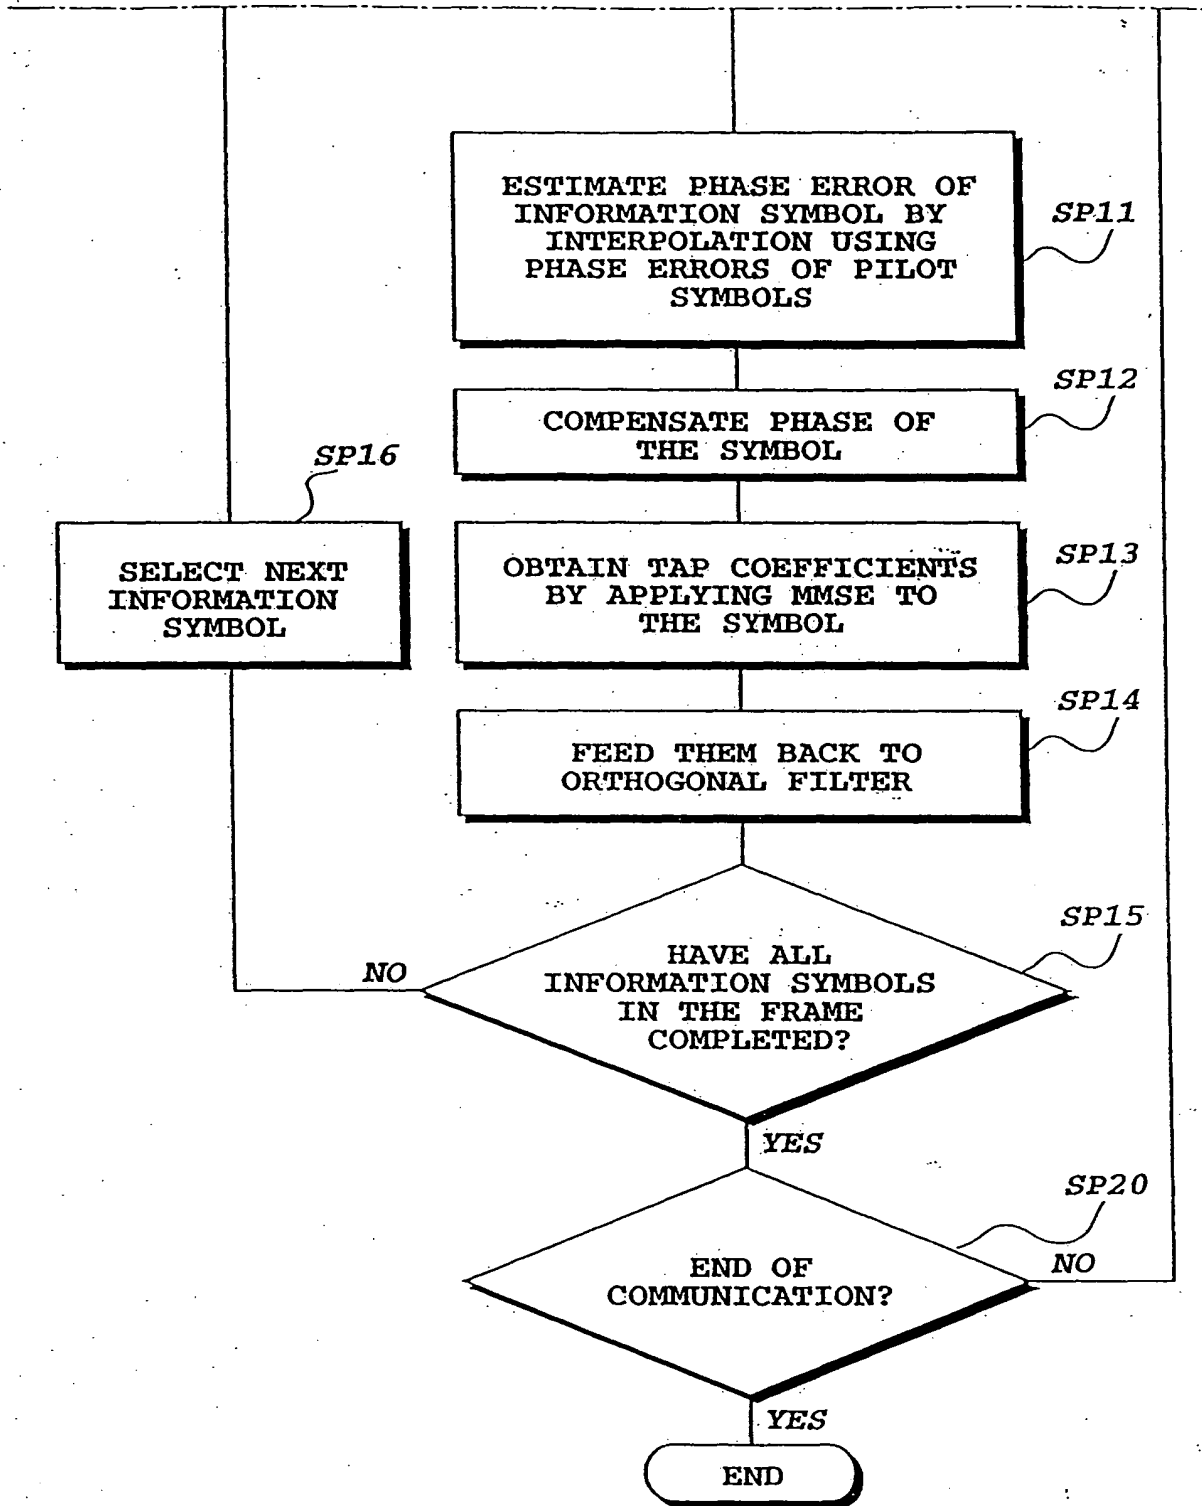 ESTIMATE PHASE ERROR OF
INFORMATION SYMBOL BY
INTERPOLATION USING
PHASE ERRORS OF PILOT
SYMBOLS
SP11
COMPENSATE PHASE OF
THE SYMBOL
SP12
SP16
SELECT NEXT
INFORMATION
SYMBOL
OBTAIN TAP COEFFICIENTS
BY APPLYING MMSE TO
THE SYMBOL
SP13
FEED THEM BACK TO
ORTHOGONAL FILTER
SP14
HAVE ALL
INFORMATION SYMBOLS
IN THE FRAME
COMPLETED?
SP15
NO
YES
END OF
COMMUNICATION?
SP20
NO
YES
END